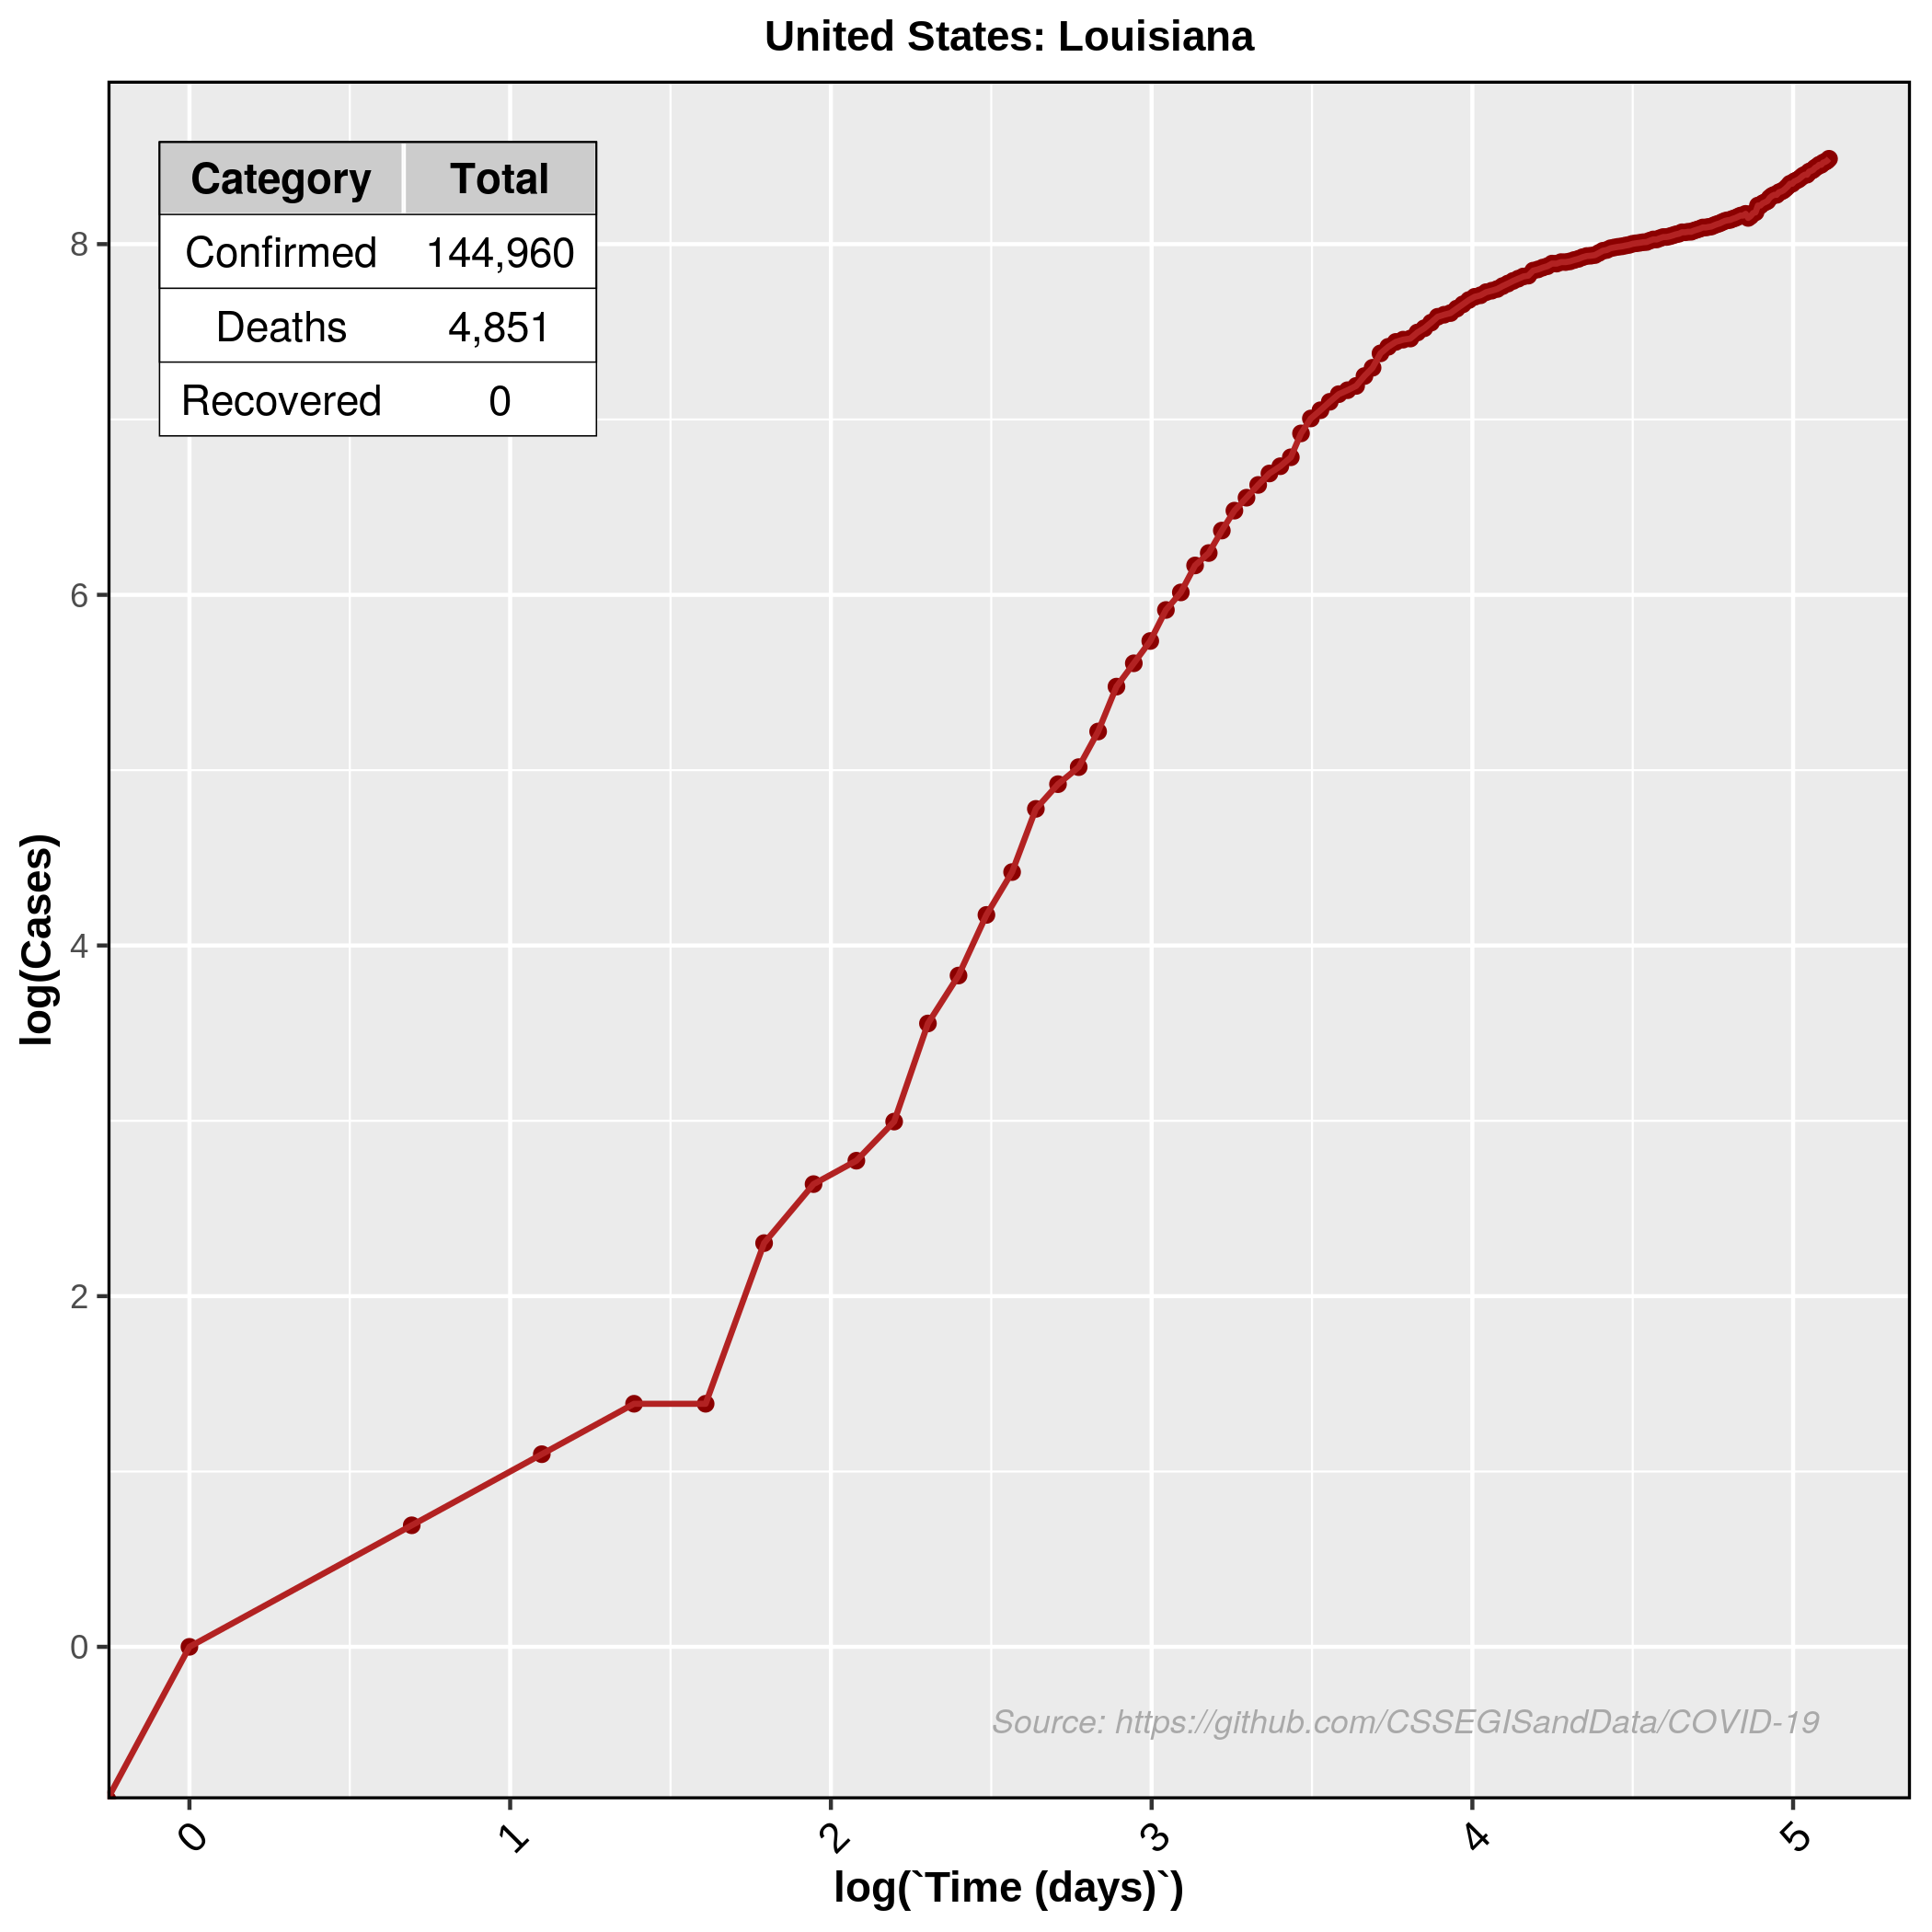 United States: Louisiana
Category Total
Confirmed 144,960
Deaths 4,851
Recovered 0
8
6
4
2
0
log(Cases)
Source: https://github.com/CSSEGISandData/COVID-19
0 1 2 3 4 5
log(`Time (days)`)